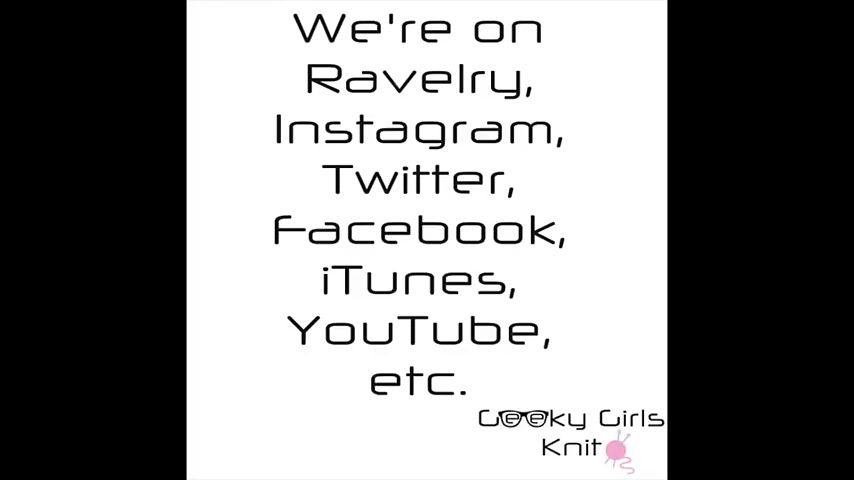 We're on
Ravelry,
Instagram,
Twitter,
Facebook,
iTunes,
YouTube,
etc.
Geeky Girls
Knit